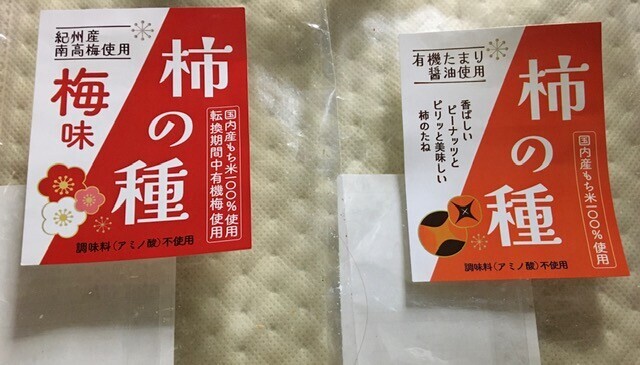 紀州産
南高梅使用
梅味
柿の種
国内産もち米一〇〇%使用
転換期間中有機梅使用
調味料(アミノ酸)不使用
有機たまり
醤油使用
香ばしい
ピーナッツと
ピリッと美味しい
柿のたね
柿の種
国内産もち米一〇〇%使用
調味料(アミノ酸)不使用